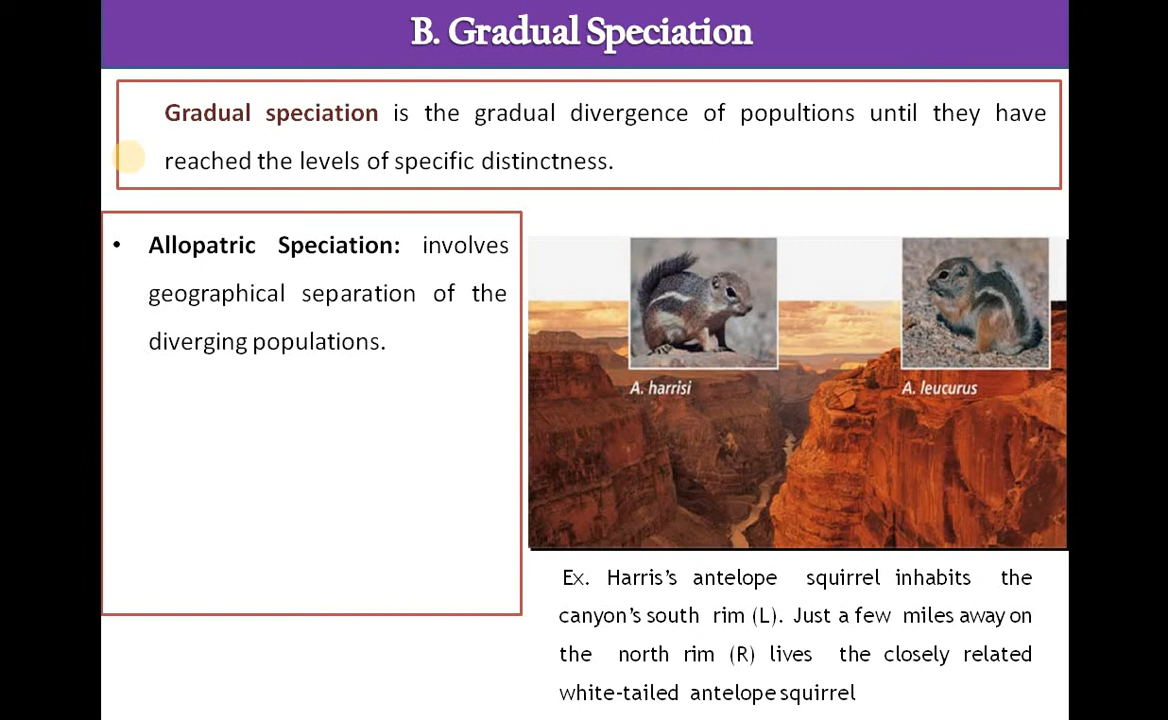 B. Gradual Speciation
Gradual speciation is the gradual divergence of popultions until they have
reached the levels of specific distinctness.
• Allopatric Speciation: involves
geographical separation of the
diverging populations.
A. harrisi
A. leucurus
Ex. Harris's antelope squirrel inhabits the
canyon's south rim (L). Just a few miles away on
the north rim (R) lives the closely related
white-tailed antelope squirrel